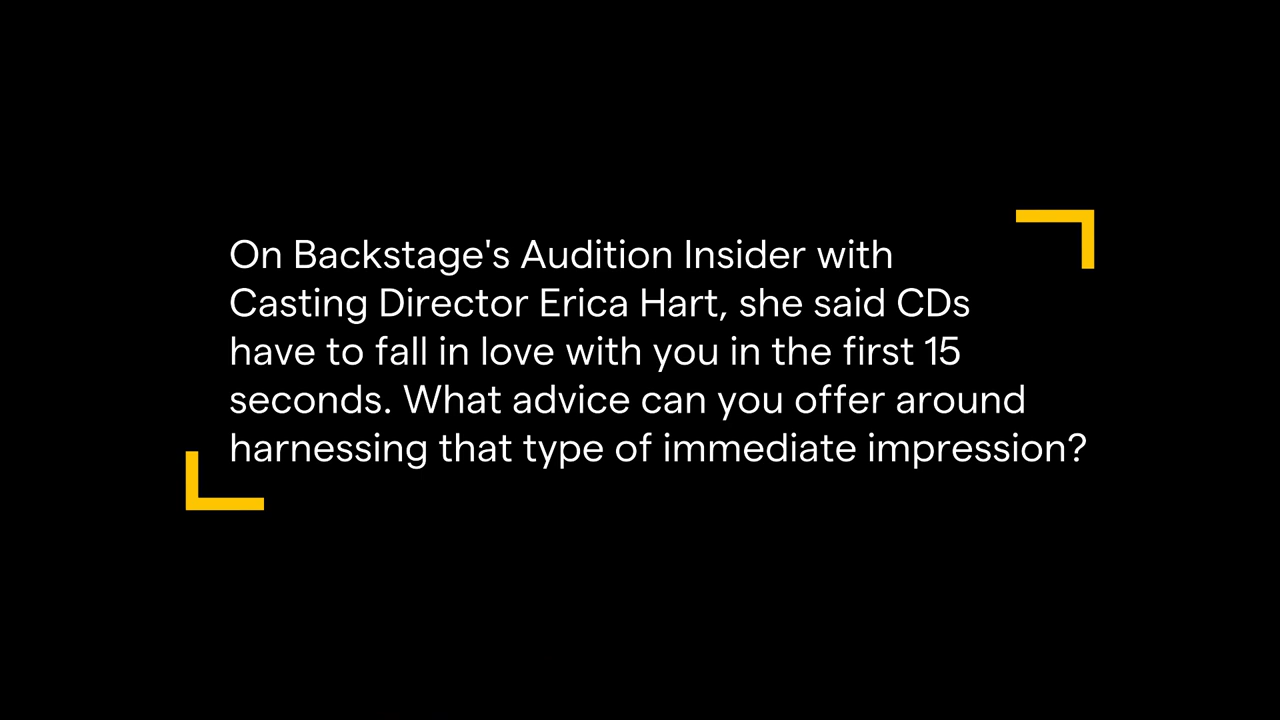 On Backstage's Audition Insider with
Casting Director Erica Hart, she said CDs
have to fall in love with you in the first 15
seconds. What advice can you offer around
harnessing that type of immediate impression?